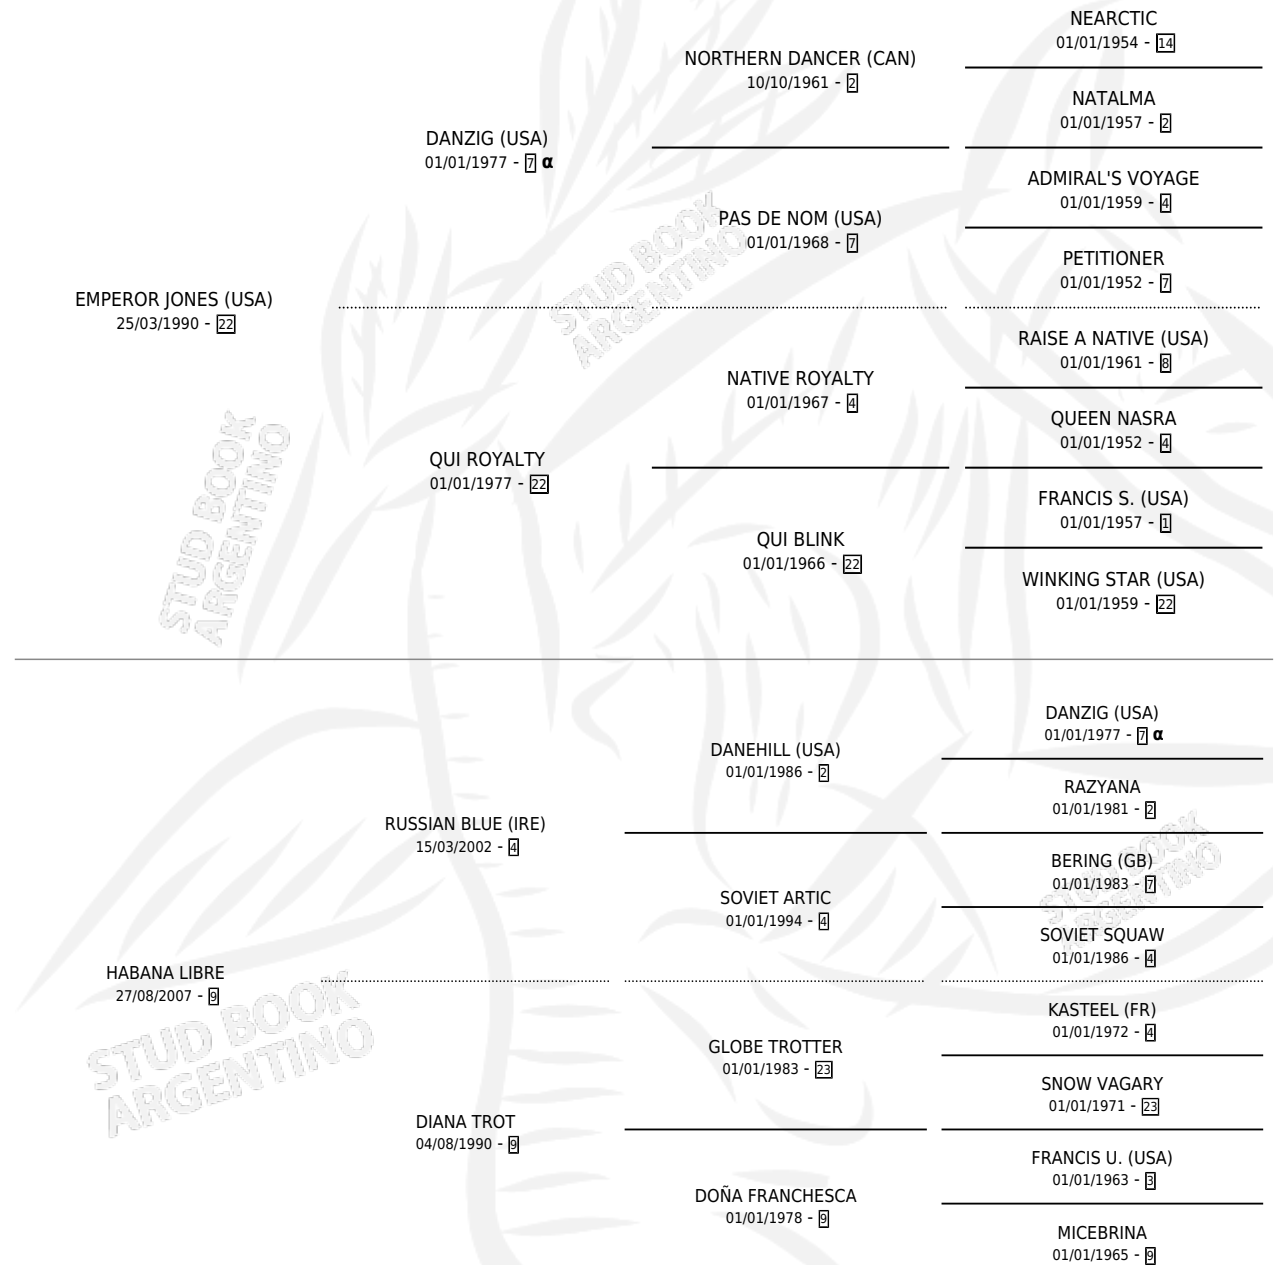 NEARCTIC
01/01/1954 - 14
NORTHERN DANCER (CAN)
10/10/1961 - 2
NATALMA
01/01/1957 - 2
DANZIG (USA)
01/01/1977 - 7 α
ADMIRAL'S VOYAGE
01/01/1959 - 4
PAS DE NOM (USA)
01/01/1968 - 7
PETITIONER
01/01/1952 - 7
EMPEROR JONES (USA)
25/03/1990 - 22
RAISE A NATIVE (USA)
01/01/1961 - 8
NATIVE ROYALTY
01/01/1967 - 4
QUEEN NASRA
01/01/1952 - 4
QUI ROYALTY
01/01/1977 - 22
FRANCIS S. (USA)
01/01/1957 - 1
QUI BLINK
01/01/1966 - 22
WINKING STAR (USA)
01/01/1959 - 22
STUD BOOK
ARGENTINO
STUD BOOK
ARGENTINO
DANZIG (USA)
01/01/1977 - 7 α
DANEHILL (USA)
01/01/1986 - 2
RAZYANA
01/01/1981 - 2
RUSSIAN BLUE (IRE)
15/03/2002 - 4
BERING (GB)
01/01/1983 - 7
SOVIET ARTIC
01/01/1994 - 4
SOVIET SQUAW
01/01/1986 - 4
HABANA LIBRE
27/08/2007 - 9
KASTEEL (FR)
01/01/1972 - 4
GLOBE TROTTER
01/01/1983 - 23
SNOW VAGARY
01/01/1971 - 23
DIANA TROT
04/08/1990 - 9
FRANCIS U. (USA)
01/01/1963 - 3
DOÑA FRANCHESCA
01/01/1978 - 9
MICEBRINA
01/01/1965 - 9
STUD BOOK
ARGENTINO
STUD BOOK
ARGENTINO